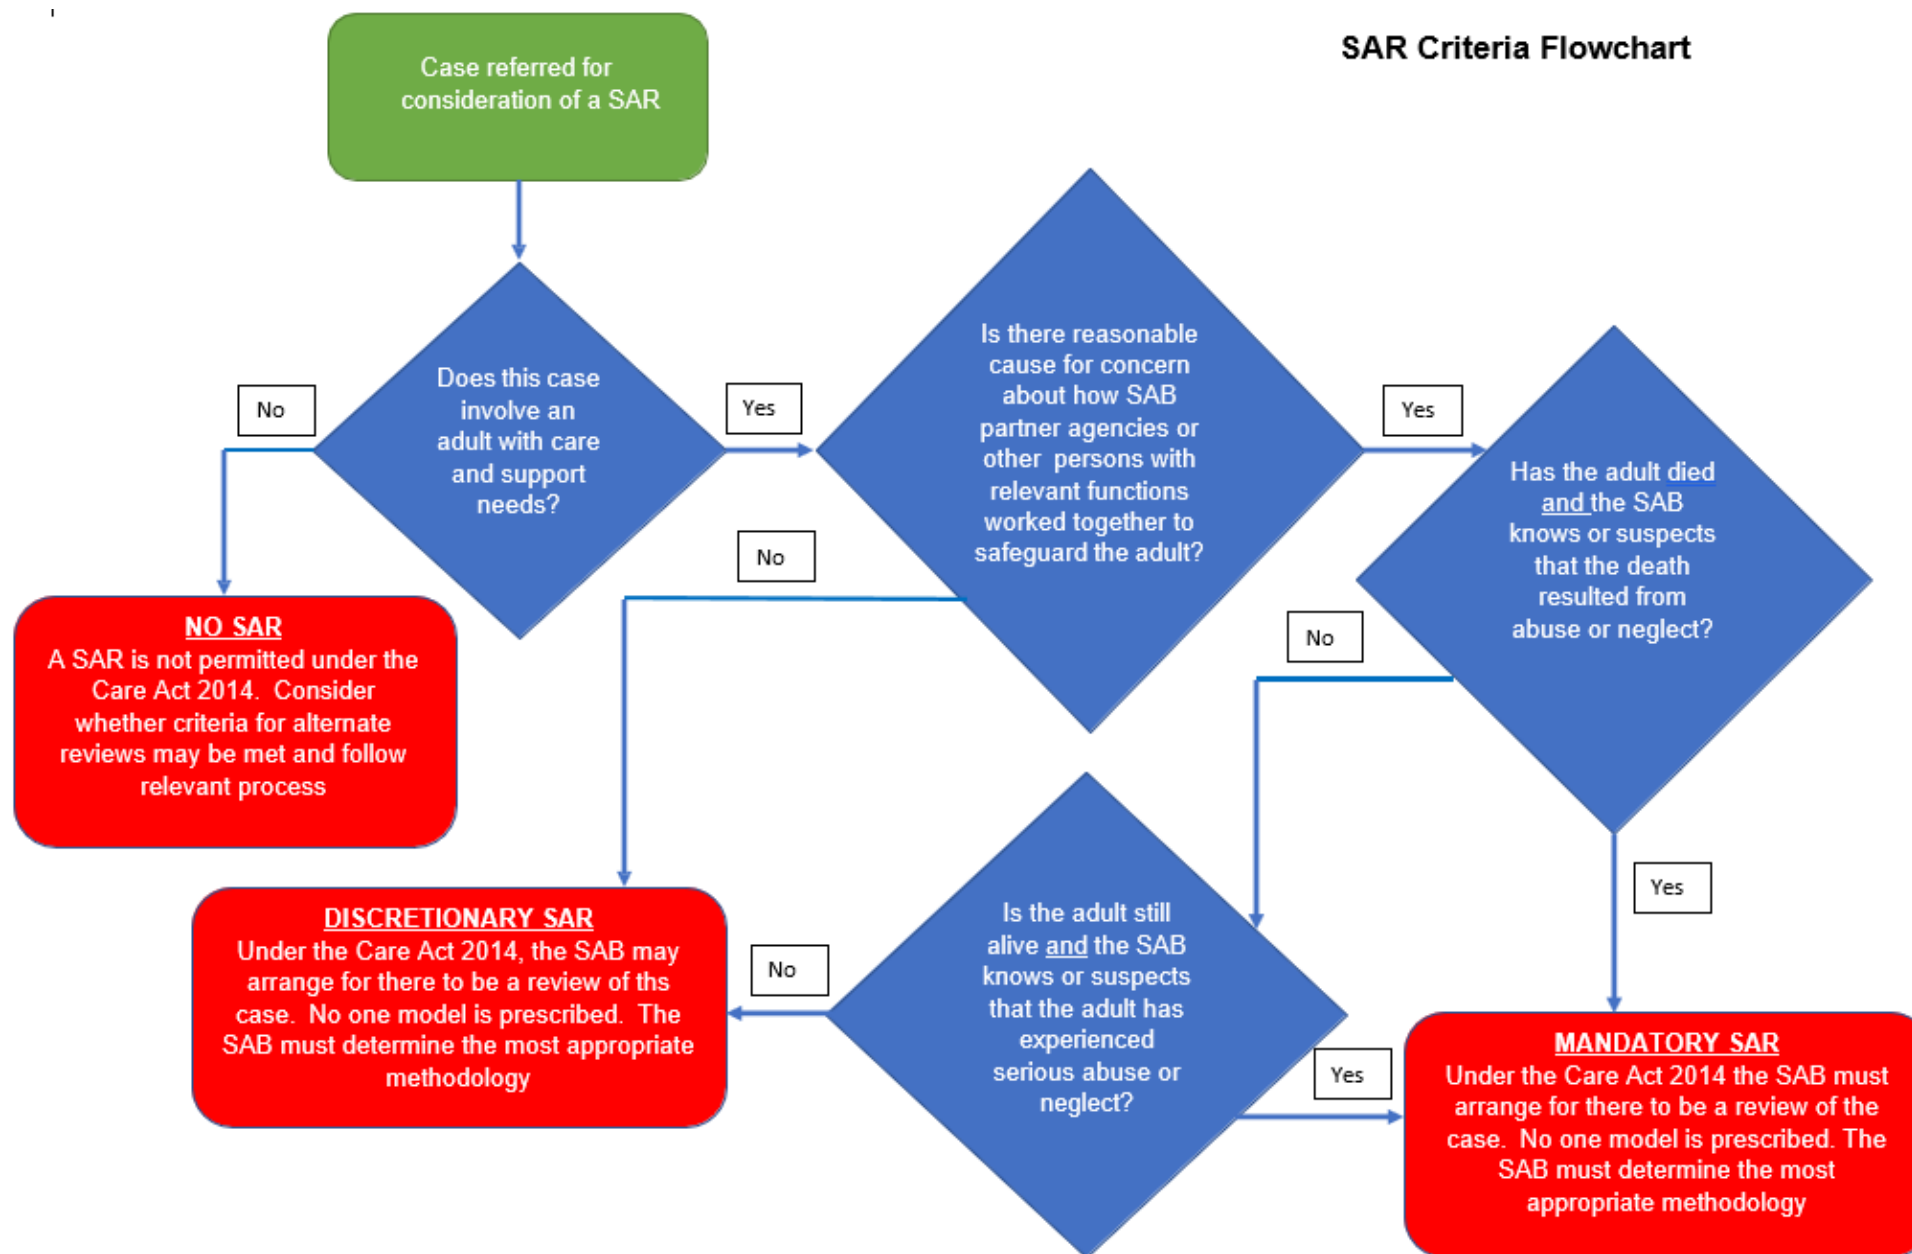 SAR Criteria Flowchart
Case referred for
consideration of a SAR
Does this case
involve an
adult with care
and support
needs?
No
Yes
Is there reasonable
cause for concern
about how SAB
partner agencies or
other persons with
relevant functions
worked together to
safeguard the adult?
No
Yes
Has the adult died
and the SAB
knows or suspects
that the death
resulted from
abuse or neglect?
No
Yes
NO SAR
A SAR is not permitted under the
Care Act 2014. Consider
whether criteria for alternate
reviews may be met and follow
relevant process
DISCRETIONARY SAR
Under the Care Act 2014, the SAB may
arrange for there to be a review of ths
case. No one model is prescribed. The
SAB must determine the most appropriate
methodology
No
Is the adult still
alive and the SAB
knows or suspects
that the adult has
experienced
serious abuse or
neglect?
Yes
MANDATORY SAR
Under the Care Act 2014 the SAB must
arrange for there to be a review of the
case. No one model is prescribed. The
SAB must determine the most
appropriate methodology